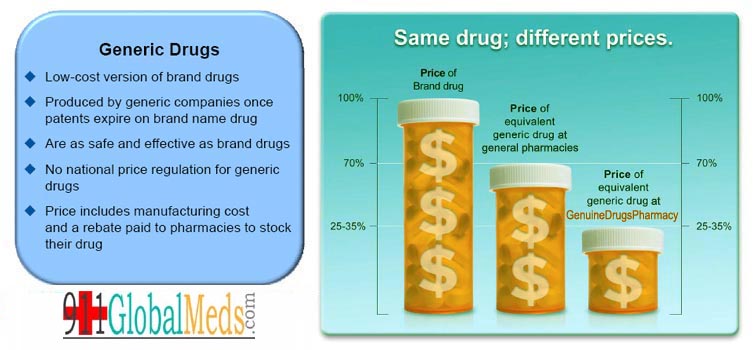 Generic Drugs
Low-cost version of brand drugs
Produced by generic companies once
patents expire on brand name drug
Are as safe and effective as brand drugs
No national price regulation for generic
drugs
Price includes manufacturing cost
and a rebate paid to pharmacies to stock
their drug
911GlobalMeds.com
Same drug; different prices.
Price of
Brand drug
Price of
equivalent
generic drug at
general pharmacies
Price of
equivalent
generic drug at
GenuineDrugsPharmacy
100%
70%
25-35%
100%
70%
25-35%
$
$
$
$
$
$